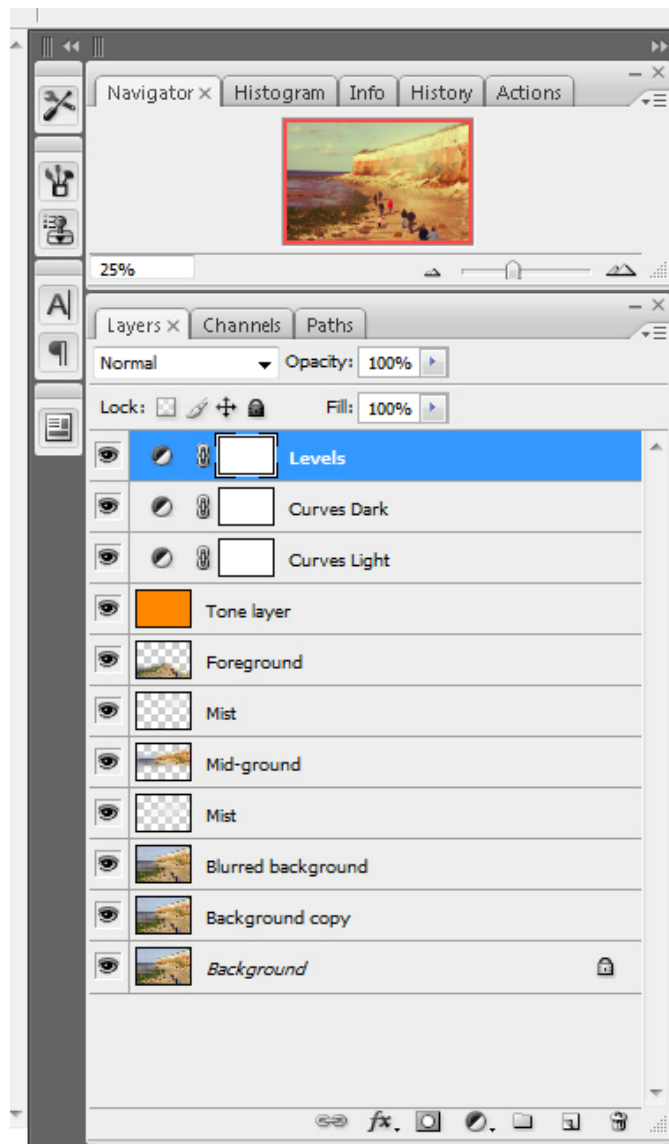 Navigator × Histogram Info History Actions
25%
Layers × Channels Paths
Normal Opacity: 100%
Lock: Fill: 100%
Levels
Curves Dark
Curves Light
Tone layer
Foreground
Mist
Mid-ground
Mist
Blurred background
Background copy
Background
A
¶
fx.